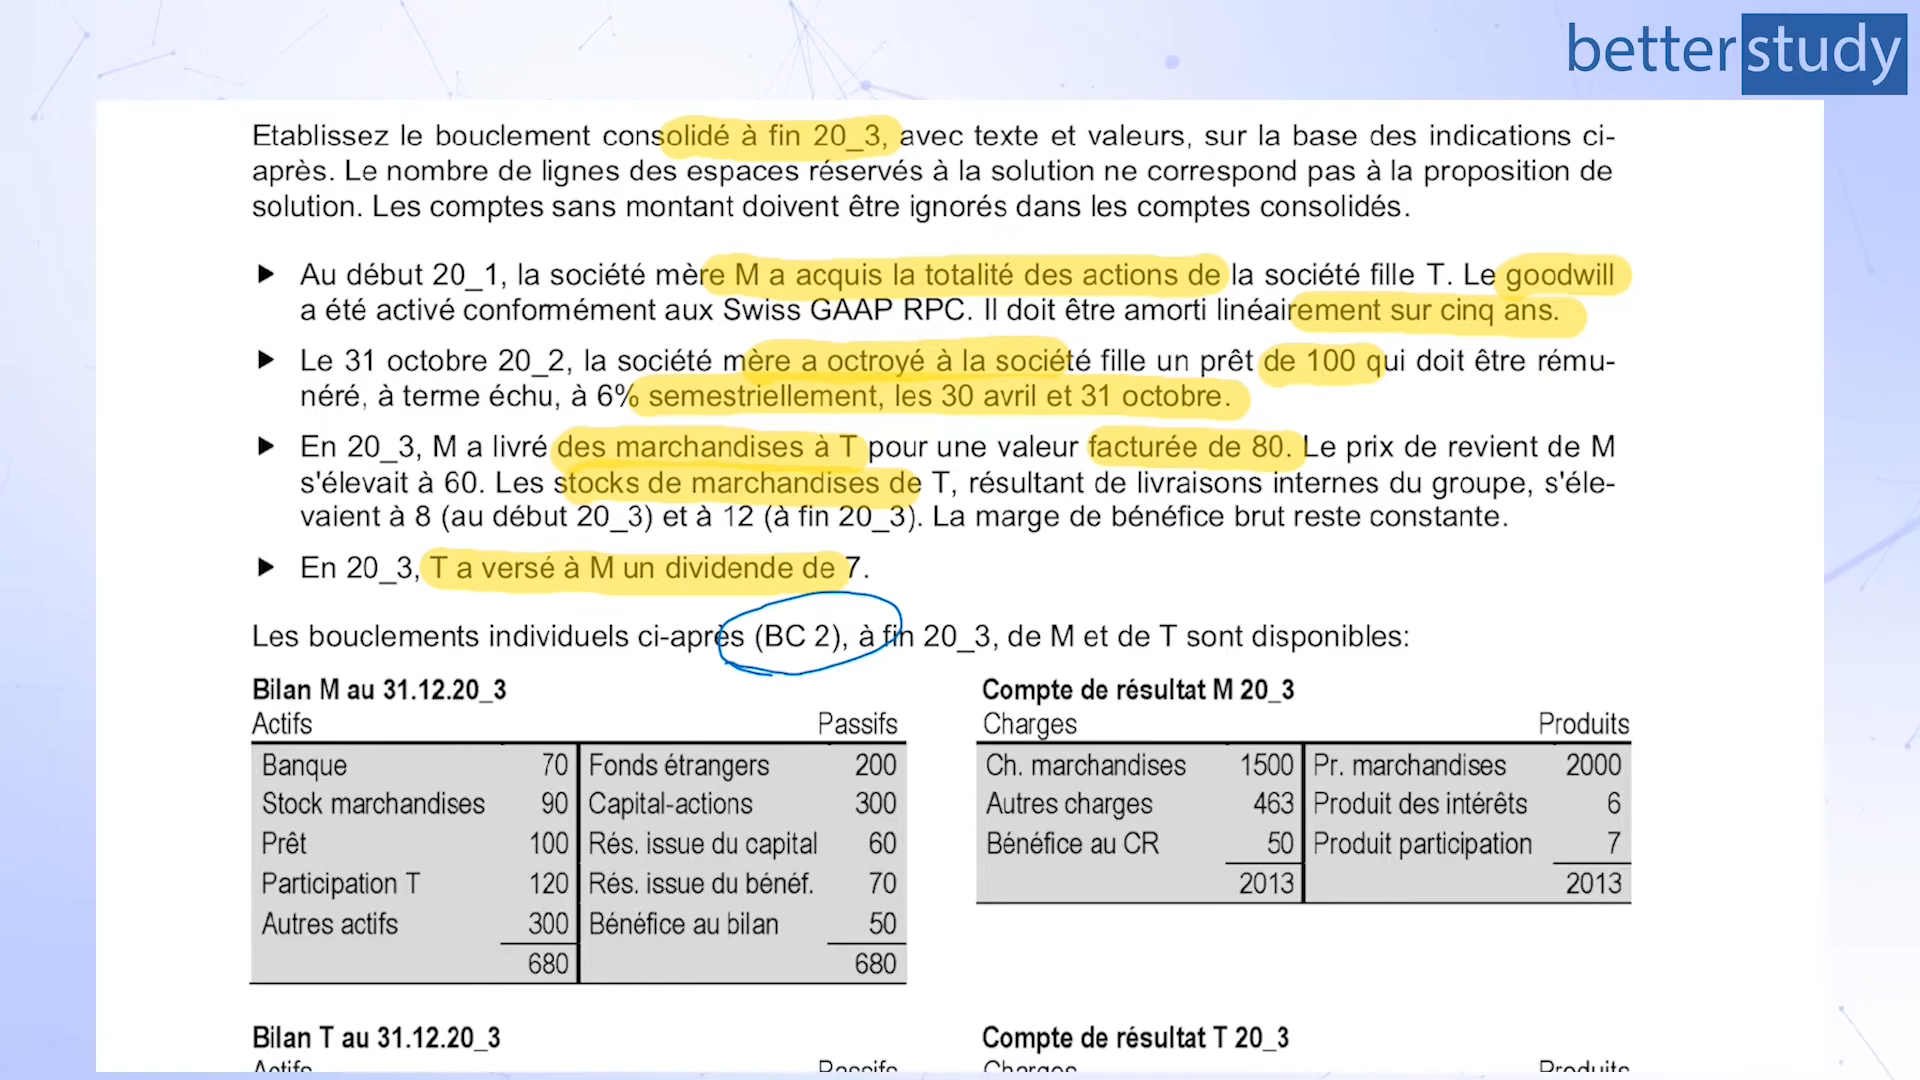 betterstudy
Etablissez le bouclement consolidé à fin 20_3, avec texte et valeurs, sur la base des indications ci-
après. Le nombre de lignes des espaces réservés à la solution ne correspond pas à la proposition de
solution. Les comptes sans montant doivent être ignorés dans les comptes consolidés.
► Au début 20_1, la société mère M a acquis la totalité des actions de la société fille T. Le goodwill
a été activé conformément aux Swiss GAAP RPC. Il doit être amorti linéairement sur cinq ans.
► Le 31 octobre 20_2, la société mère a octroyé à la société fille un prêt de 100 qui doit être rému-
néré, à terme échu, à 6% semestriellement, les 30 avril et 31 octobre.
► En 20_3, M a livré des marchandises à T pour une valeur facturée de 80. Le prix de revient de M
s'élevait à 60. Les stocks de marchandises de T, résultant de livraisons internes du groupe, s'éle-
vaient à 8 (au début 20_3) et à 12 (à fin 20_3). La marge de bénéfice brut reste constante.
► En 20_3, T a versé à M un dividende de 7.
Les bouclements individuels ci-après (BC 2), à fin 20_3, de M et de T sont disponibles:
Bilan M au 31.12.20_3
Actifs Passifs
Banque 70 Fonds étrangers 200
Stock marchandises 90 Capital-actions 300
Prêt 100 Rés. issue du capital 60
Participation T 120 Rés. issue du bénéf. 70
Autres actifs 300 Bénéfice au bilan 50
680 680
Compte de résultat M 20_3
Charges Produits
Ch. marchandises 1500 Pr. marchandises 2000
Autres charges 463 Produit des intérêts 6
Bénéfice au CR 50 Produit participation 7
2013 2013
Bilan T au 31.12.20_3
Actifs Passifs
Compte de résultat T 20_3
Charges Produits